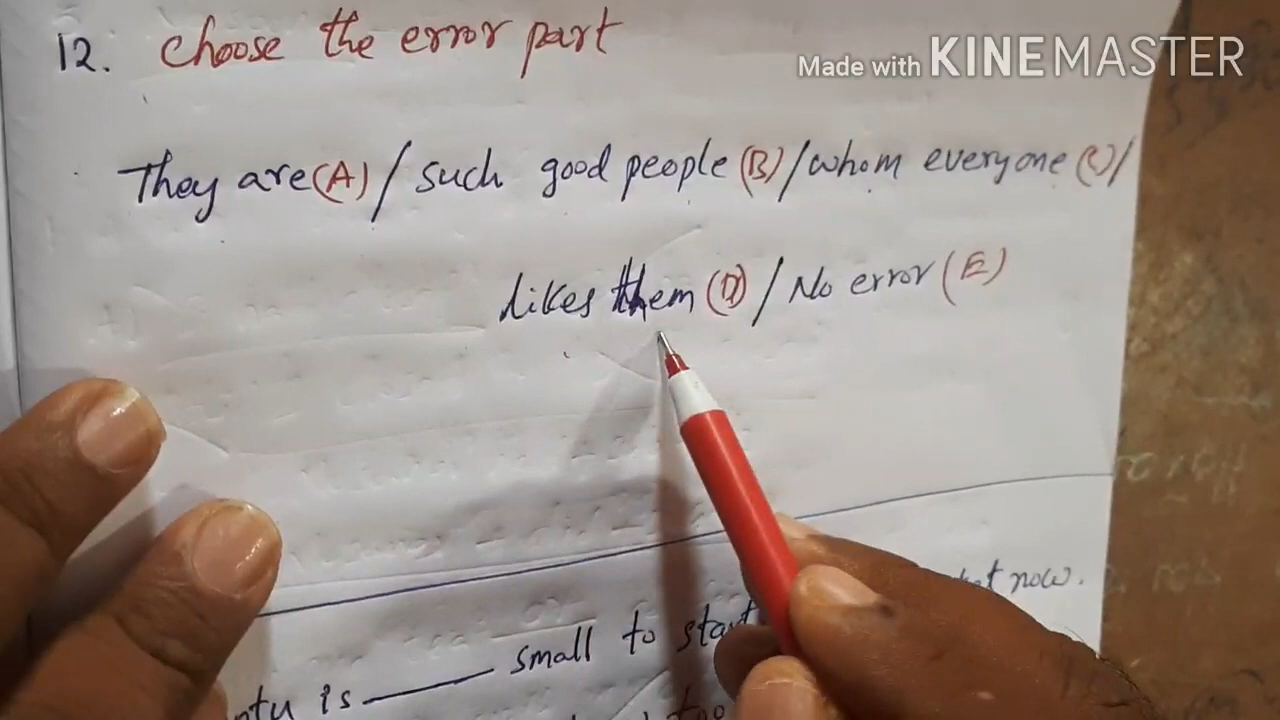 Made with KINEMASTER
12. Choose the error part
They are (A) / such good people (B) / whom everyone (C) /
likes them (D) / No error (E)
now.
is ______ small to start